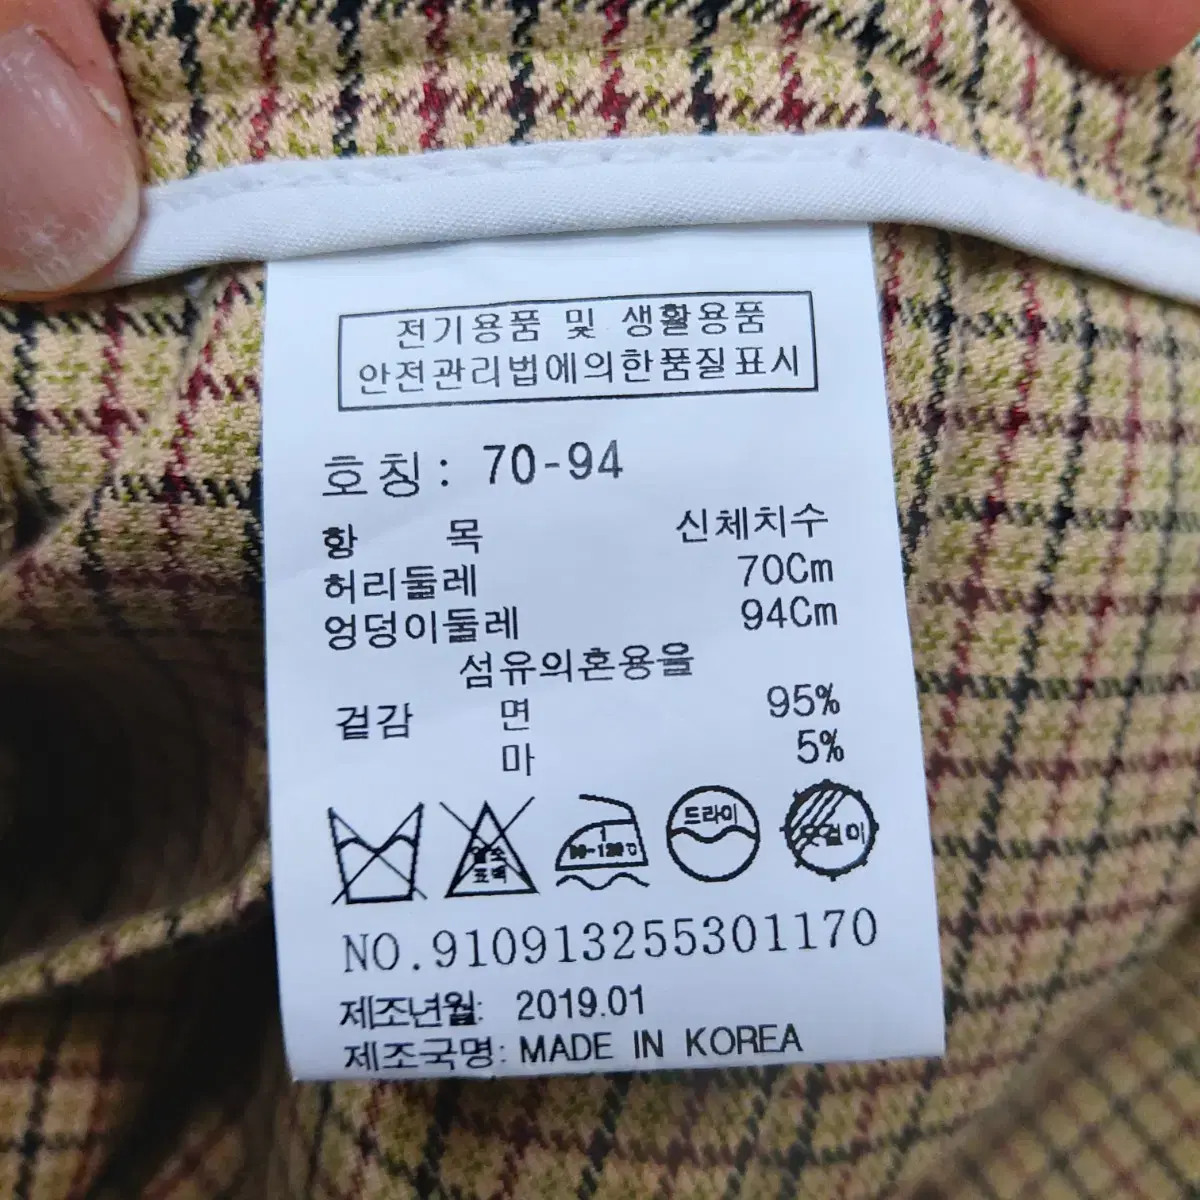 전기용품 및 생활용품
안전관리법에의한품질표시
호칭: 70-94
항 목 신체치수
허리둘레 70Cm
엉덩이둘레 94Cm
섬유의혼용율
겉감 면 95%
마 5%
드라이
표백
NO.910913255301170
제조년월: 2019.01
제조국명: MADE IN KOREA